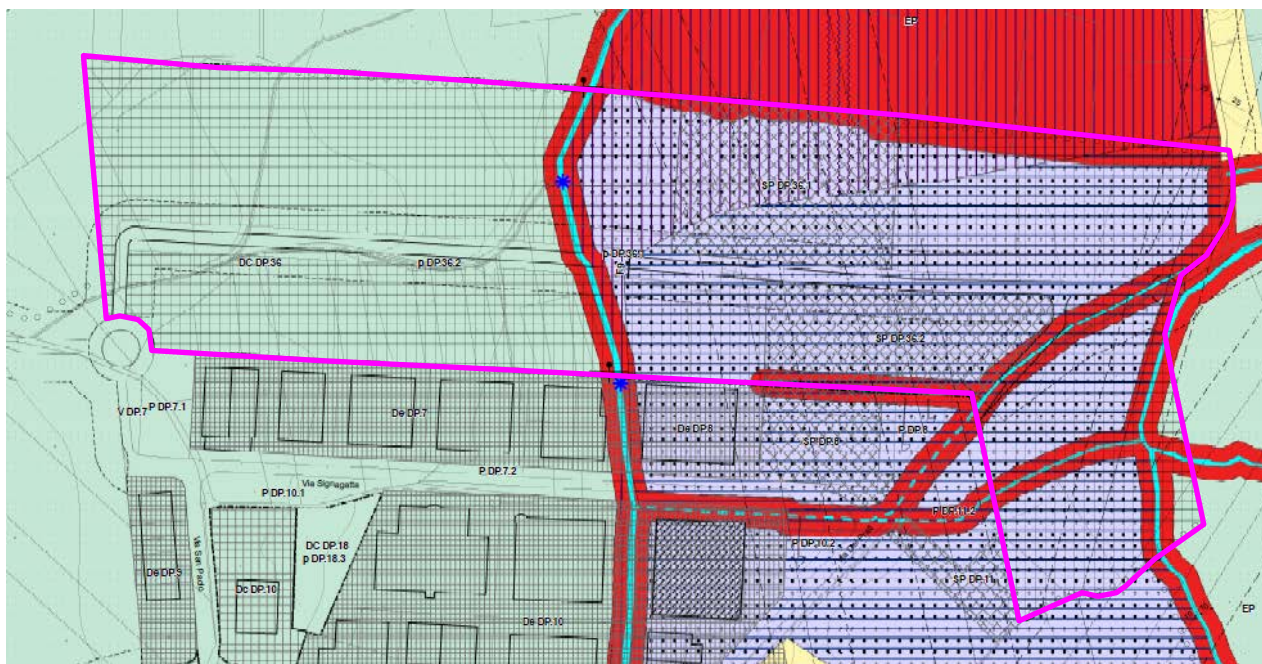 EP
25
SP DP.36.1
p DP.36.1
DC DP.36
p DP.36.2
SP DP.36.2
V DP.7
P DP.7.1
De DP.7
De DP.8
SP DP.8
P DP.8
P DP.7.2
Via Signagatta
P DP.10.1
P DP.11.2
DC DP.18
p DP.18.3
P DP.10.2
Via San Paolo
De DP.9
Dc DP.10
SP DP.11
EP
De DP.10